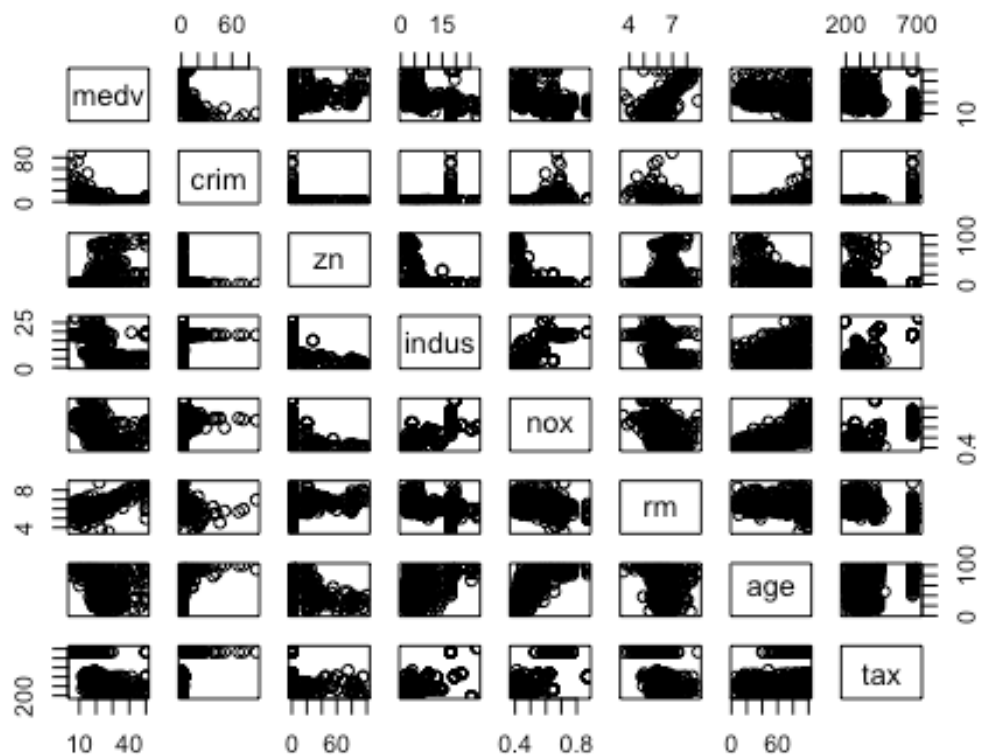 0 60 0 15 4 7 200 700
medv 10
0 80 crim
zn 0 100
0 25 indus
nox 0.4
4 8 rm
age 0 100
200 tax
10 40 0 60 0.4 0.8 0 60